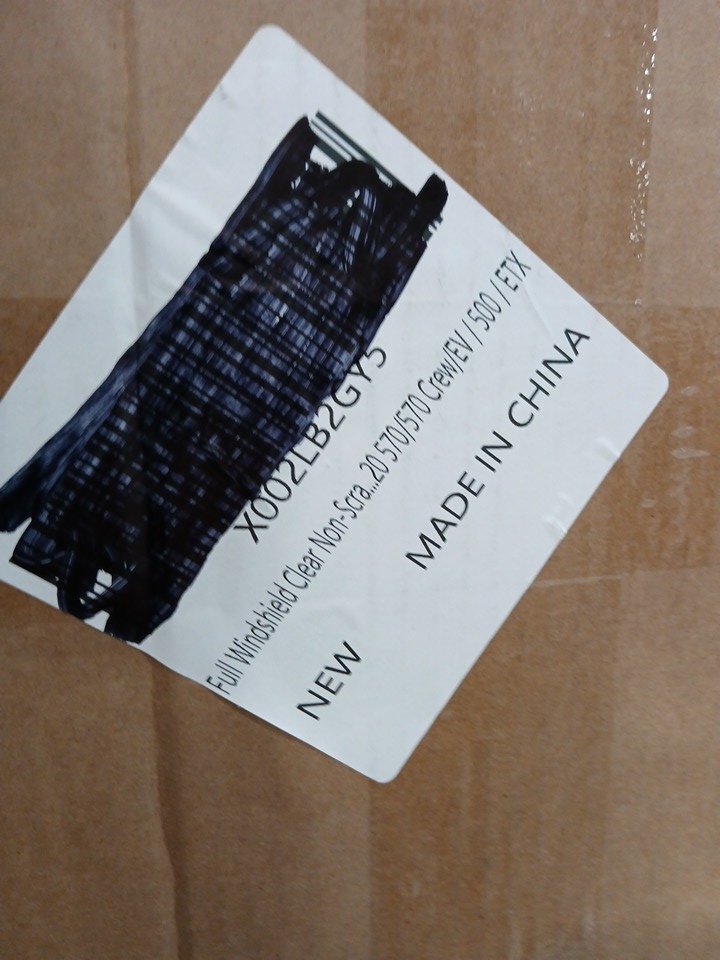 X002LB2GY5
Full Windshield Clear Non-Scra...20 570/570 Crew/EV / 500 / ETX
NEW
MADE IN CHINA